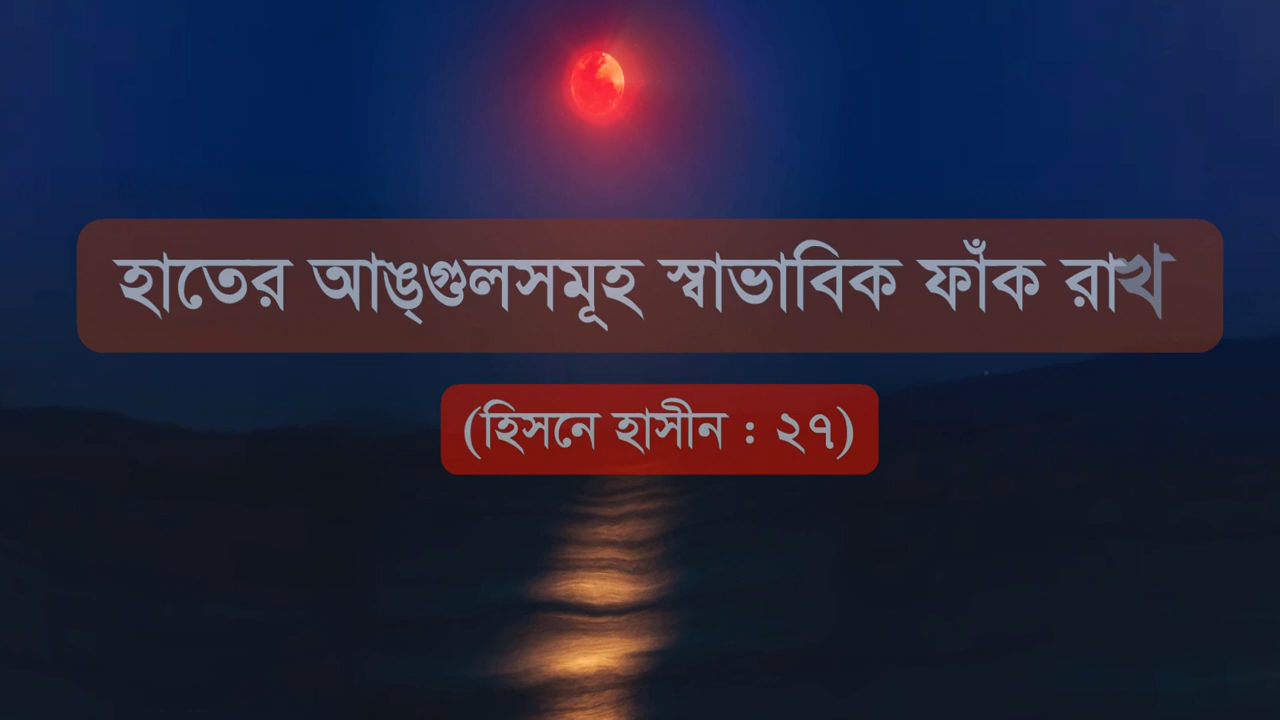 হাতের আঙ্গুলসমূহ স্বাভাবিক ফাঁক রাখ
(হিসনে হাসীন : ২৭)